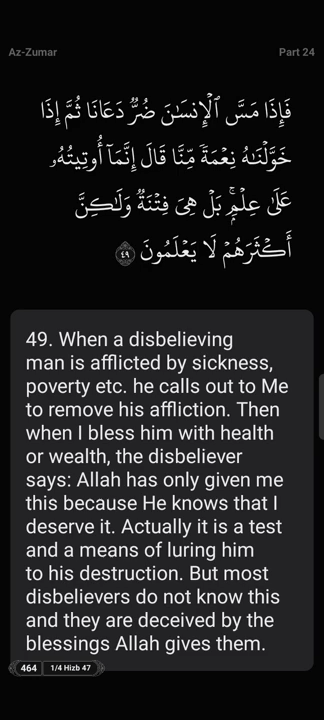 Az-Zumar
Part 24
فَإِذَا مَسَّ ٱلۡإِنسَٰنَ ضُرّٞ دَعَانَا ثُمَّ إِذَا
خَوَّلۡنَٰهُ نِعۡمَةٗ مِّنَّا قَالَ إِنَّمَآ أُوتِيتُهُۥ
عَلَىٰ عِلۡمِۭۚ بَلۡ هِيَ فِتۡنَةٞ وَلَٰكِنَّ
أَكۡثَرَهُمۡ لَا يَعۡلَمُونَ ٤٩
49. When a disbelieving
man is afflicted by sickness,
poverty etc. he calls out to Me
to remove his affliction. Then
when I bless him with health
or wealth, the disbeliever
says: Allah has only given me
this because He knows that I
deserve it. Actually it is a test
and a means of luring him
to his destruction. But most
disbelievers do not know this
and they are deceived by the
blessings Allah gives them.
464
1/4 Hizb 47